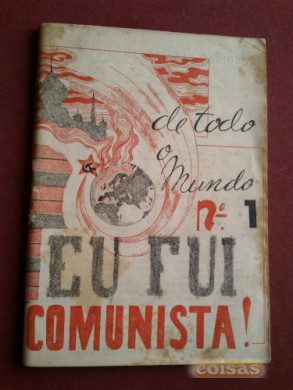 de todo
o
Mundo
nº 1
EU FUI
COMUNISTA!
coisas